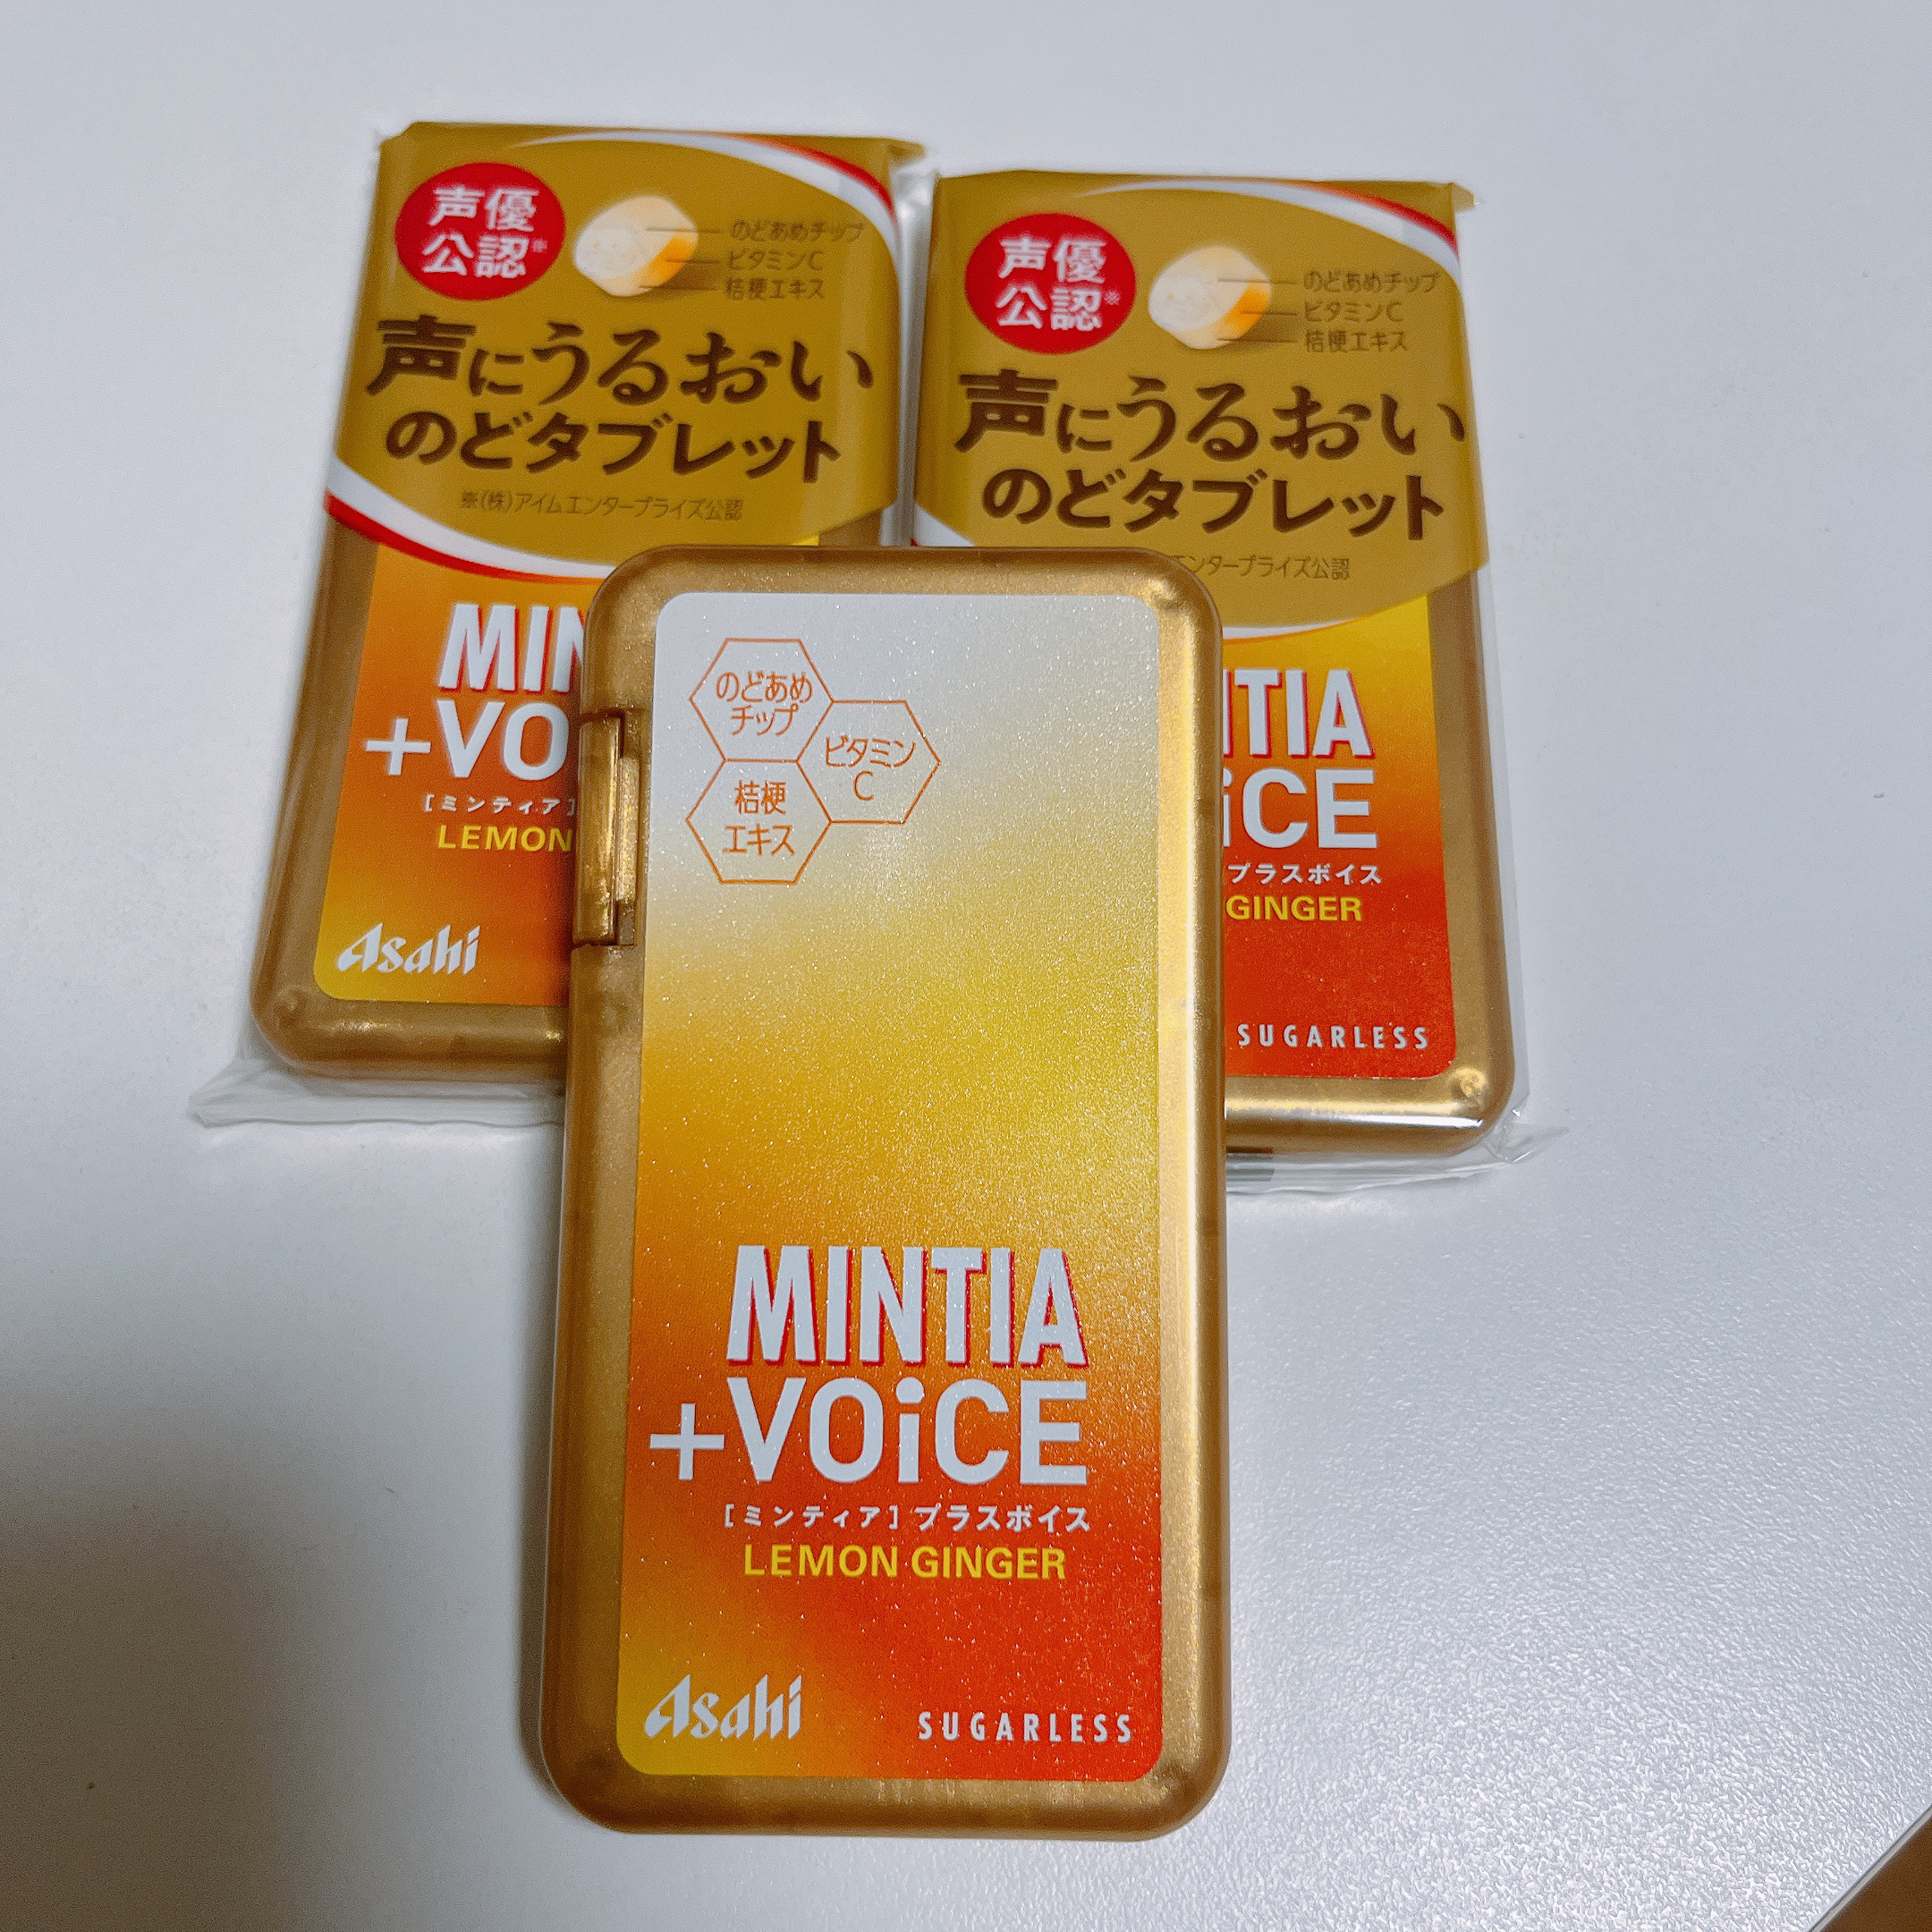 声優
公認※
のどあめチップ
ビタミンC
桔梗エキス
声にうるおい
のどタブレット
※(株)アイムエンタープライズ公認
MIN
+VO
[ミンティア]
LEMON
Asahi
声優
公認※
のどあめチップ
ビタミンC
桔梗エキス
声にうるおい
のどタブレット
エンタープライズ公認
NTIA
iCE
プラスボイス
GINGER
SUGARLESS
のどあめ
チップ
ビタミン
C
桔梗
エキス
MINTIA
+VOiCE
[ミンティア]プラスボイス
LEMON GINGER
Asahi
SUGARLESS